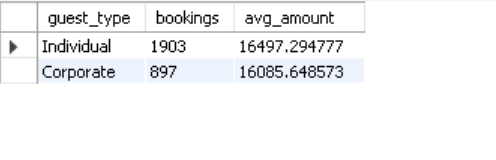 guest_type bookings avg_amount
Individual 1903 16497.294777
Corporate 897 16085.648573